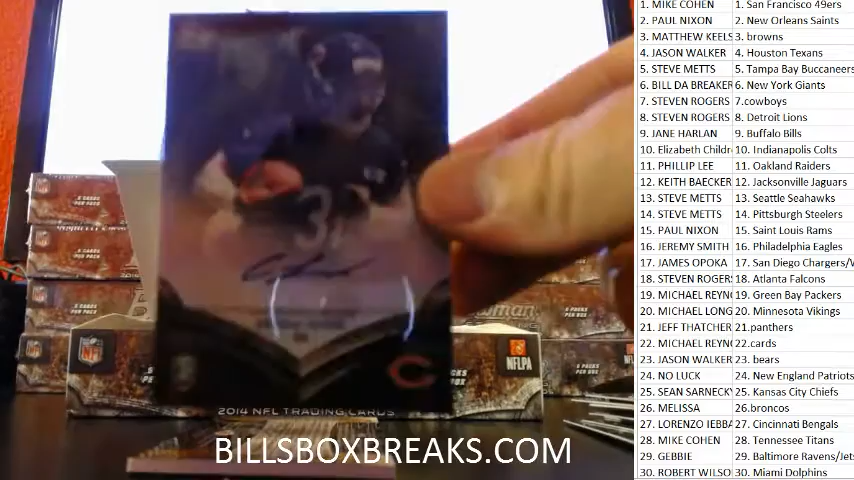 1. MIKE COHEN 1. San Francisco 49ers
2. PAUL NIXON 2. New Orleans Saints
3. MATTHEW KEELS 3. browns
4. JASON WALKER 4. Houston Texans
5. STEVE METTS 5. Tampa Bay Buccaneers
6. BILL DA BREAKER 6. New York Giants
7. STEVEN ROGERS 7.cowboys
8. STEVEN ROGERS 8. Detroit Lions
9. JANE HARLAN 9. Buffalo Bills
10. Elizabeth Childr 10. Indianapolis Colts
11. PHILLIP LEE 11. Oakland Raiders
12. KEITH BAECKER 12. Jacksonville Jaguars
13. STEVE METTS 13. Seattle Seahawks
14. STEVE METTS 14. Pittsburgh Steelers
15. PAUL NIXON 15. Saint Louis Rams
16. JEREMY SMITH 16. Philadelphia Eagles
17. JAMES OPOKA 17. San Diego Chargers/V
18. STEVEN ROGERS 18. Atlanta Falcons
19. MICHAEL REYNO 19. Green Bay Packers
20. MICHAEL LONG 20. Minnesota Vikings
21. JEFF THATCHER 21.panthers
22. MICHAEL REYNO 22.cards
23. JASON WALKER 23. bears
24. NO LUCK 24. New England Patriots
25. SEAN SARNECKY 25. Kansas City Chiefs
26. MELISSA 26.broncos
27. LORENZO IEBBA 27. Cincinnati Bengals
28. MIKE COHEN 28. Tennessee Titans
29. GEBBIE 29. Baltimore Ravens/Jets
30. ROBERT WILSO 30. Miami Dolphins
NFL
NFLPA
2014 NFL TRADING CARDS
BILLSBOXBREAKS.COM